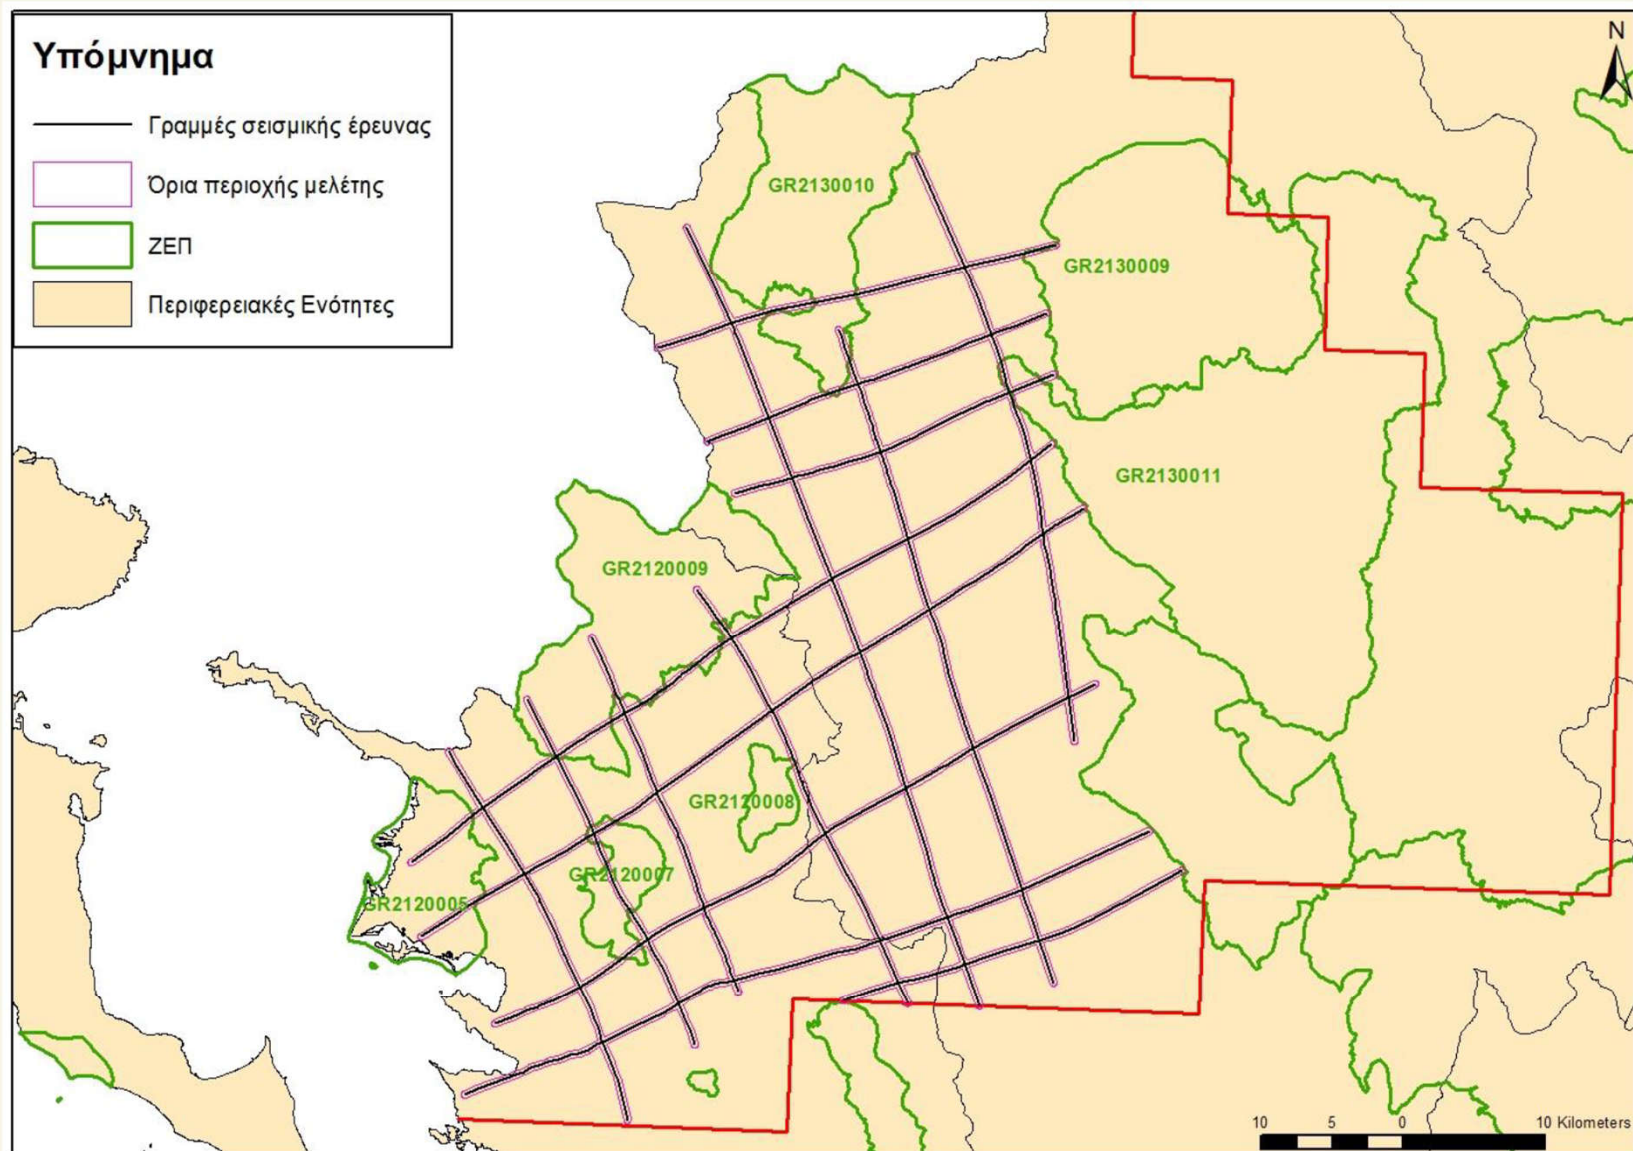 Υπόμνημα
Γραμμές σεισμικής έρευνας
Όρια περιοχής μελέτης
ΖΕΠ
Περιφερειακές Ενότητες
N
GR2130010
GR2130009
GR2130011
GR2120009
GR2120008
GR2120007
GR2120005
10 5 0 10 Kilometers